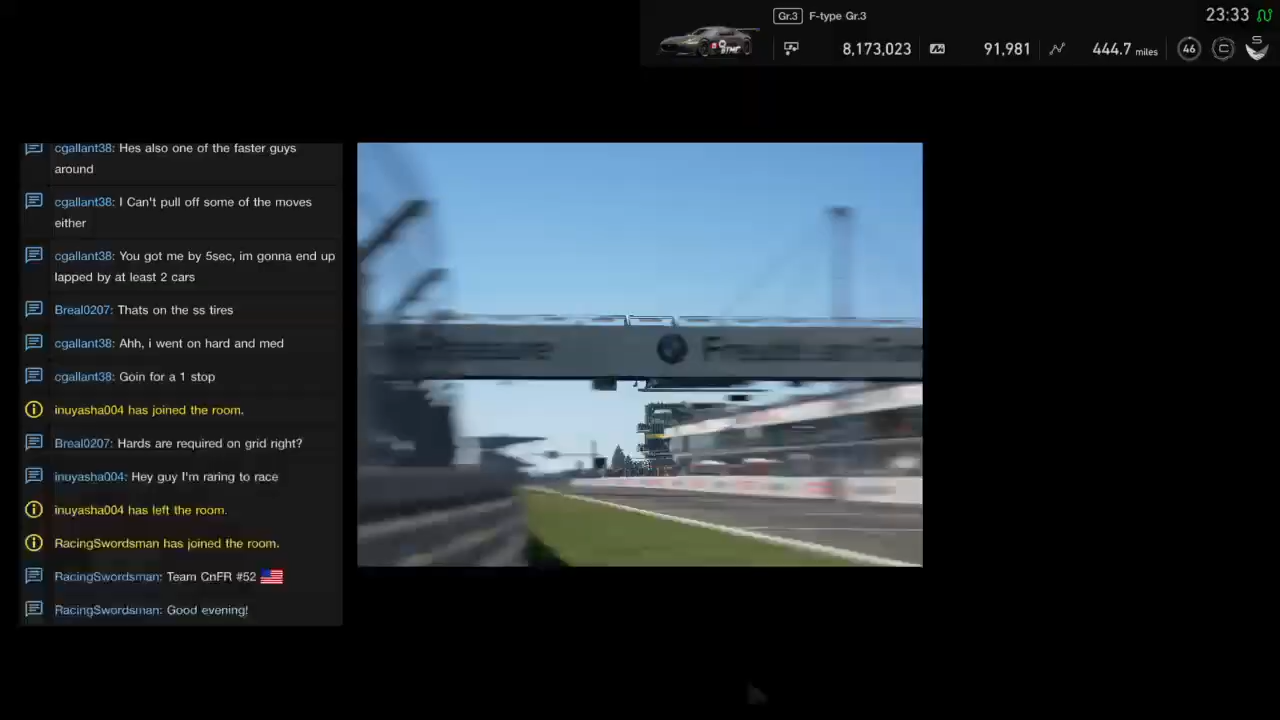 Gr.3 F-type Gr.3
23:33
8,173,023 91,981 444.7 miles 46 C S
cgallant38: Hes also one of the faster guys
around
cgallant38: I Can't pull off some of the moves
either
cgallant38: You got me by 5sec, im gonna end up
lapped by at least 2 cars
Breal0207: Thats on the ss tires
cgallant38: Ahh, i went on hard and med
cgallant38: Goin for a 1 stop
inuyasha004 has joined the room.
Breal0207: Hards are required on grid right?
inuyasha004: Hey guy I'm raring to race
inuyasha004 has left the room.
RacingSwordsman has joined the room.
RacingSwordsman: Team CnFR #52
RacingSwordsman: Good evening!